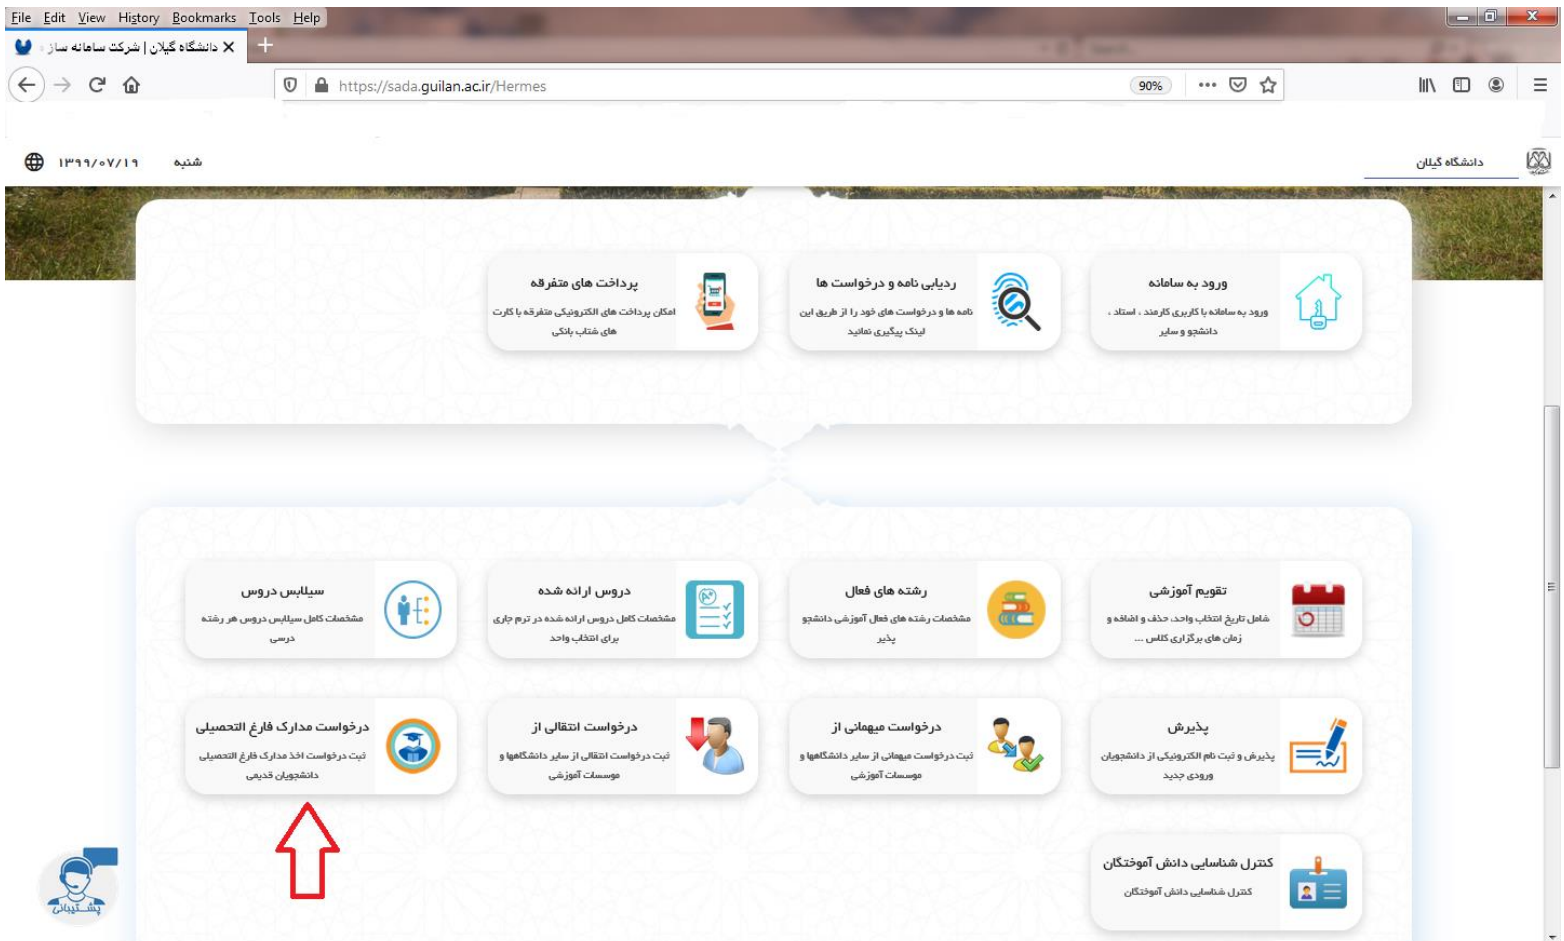 File Edit View History Bookmarks Tools Help
دانشگاه گیلان | شرکت سامانه ساز
https://sada.guilan.ac.ir/Hermes
90%
دانشگاه گیلان
شنبه ۱۳۹۹/۰۷/۱۹
ورود به سامانه
ورود به سامانه با کاربری کارمند ، استاد ،
دانشجو و سایر
ردیابی نامه و درخواست ها
نامه ها و درخواست های خود را از طریق این
لینک پیگیری نمائید
پرداخت های متفرقه
امکان پرداخت های الکترونیکی متفرقه با کارت
های شتاب بانکی
تقویم آموزشی
شامل تاریخ انتخاب واحد، حذف و اضافه و
زمان های برگزاری کلاس ...
رشته های فعال
مشخصات رشته های فعال آموزشی دانشجو
پذیر
دروس ارائه شده
مشخصات کامل دروس ارائه شده در ترم جاری
برای انتخاب واحد
سیلابس دروس
مشخصات کامل سیلابس دروس هر رشته
درسی
پذیرش
پذیرش و ثبت نام الکترونیکی از دانشجویان
ورودی جدید
درخواست میهمانی از
ثبت درخواست میهمانی از سایر دانشگاهها و
موسسات آموزشی
درخواست انتقالی از
ثبت درخواست انتقالی از سایر دانشگاهها و
موسسات آموزشی
درخواست مدارک فارغ التحصیلی
ثبت درخواست اخذ مدارک فارغ التحصیلی
دانشجویان قدیمی
کنترل شناسایی دانش آموختگان
کنترل شناسایی دانش آموختگان
پشتیبانی